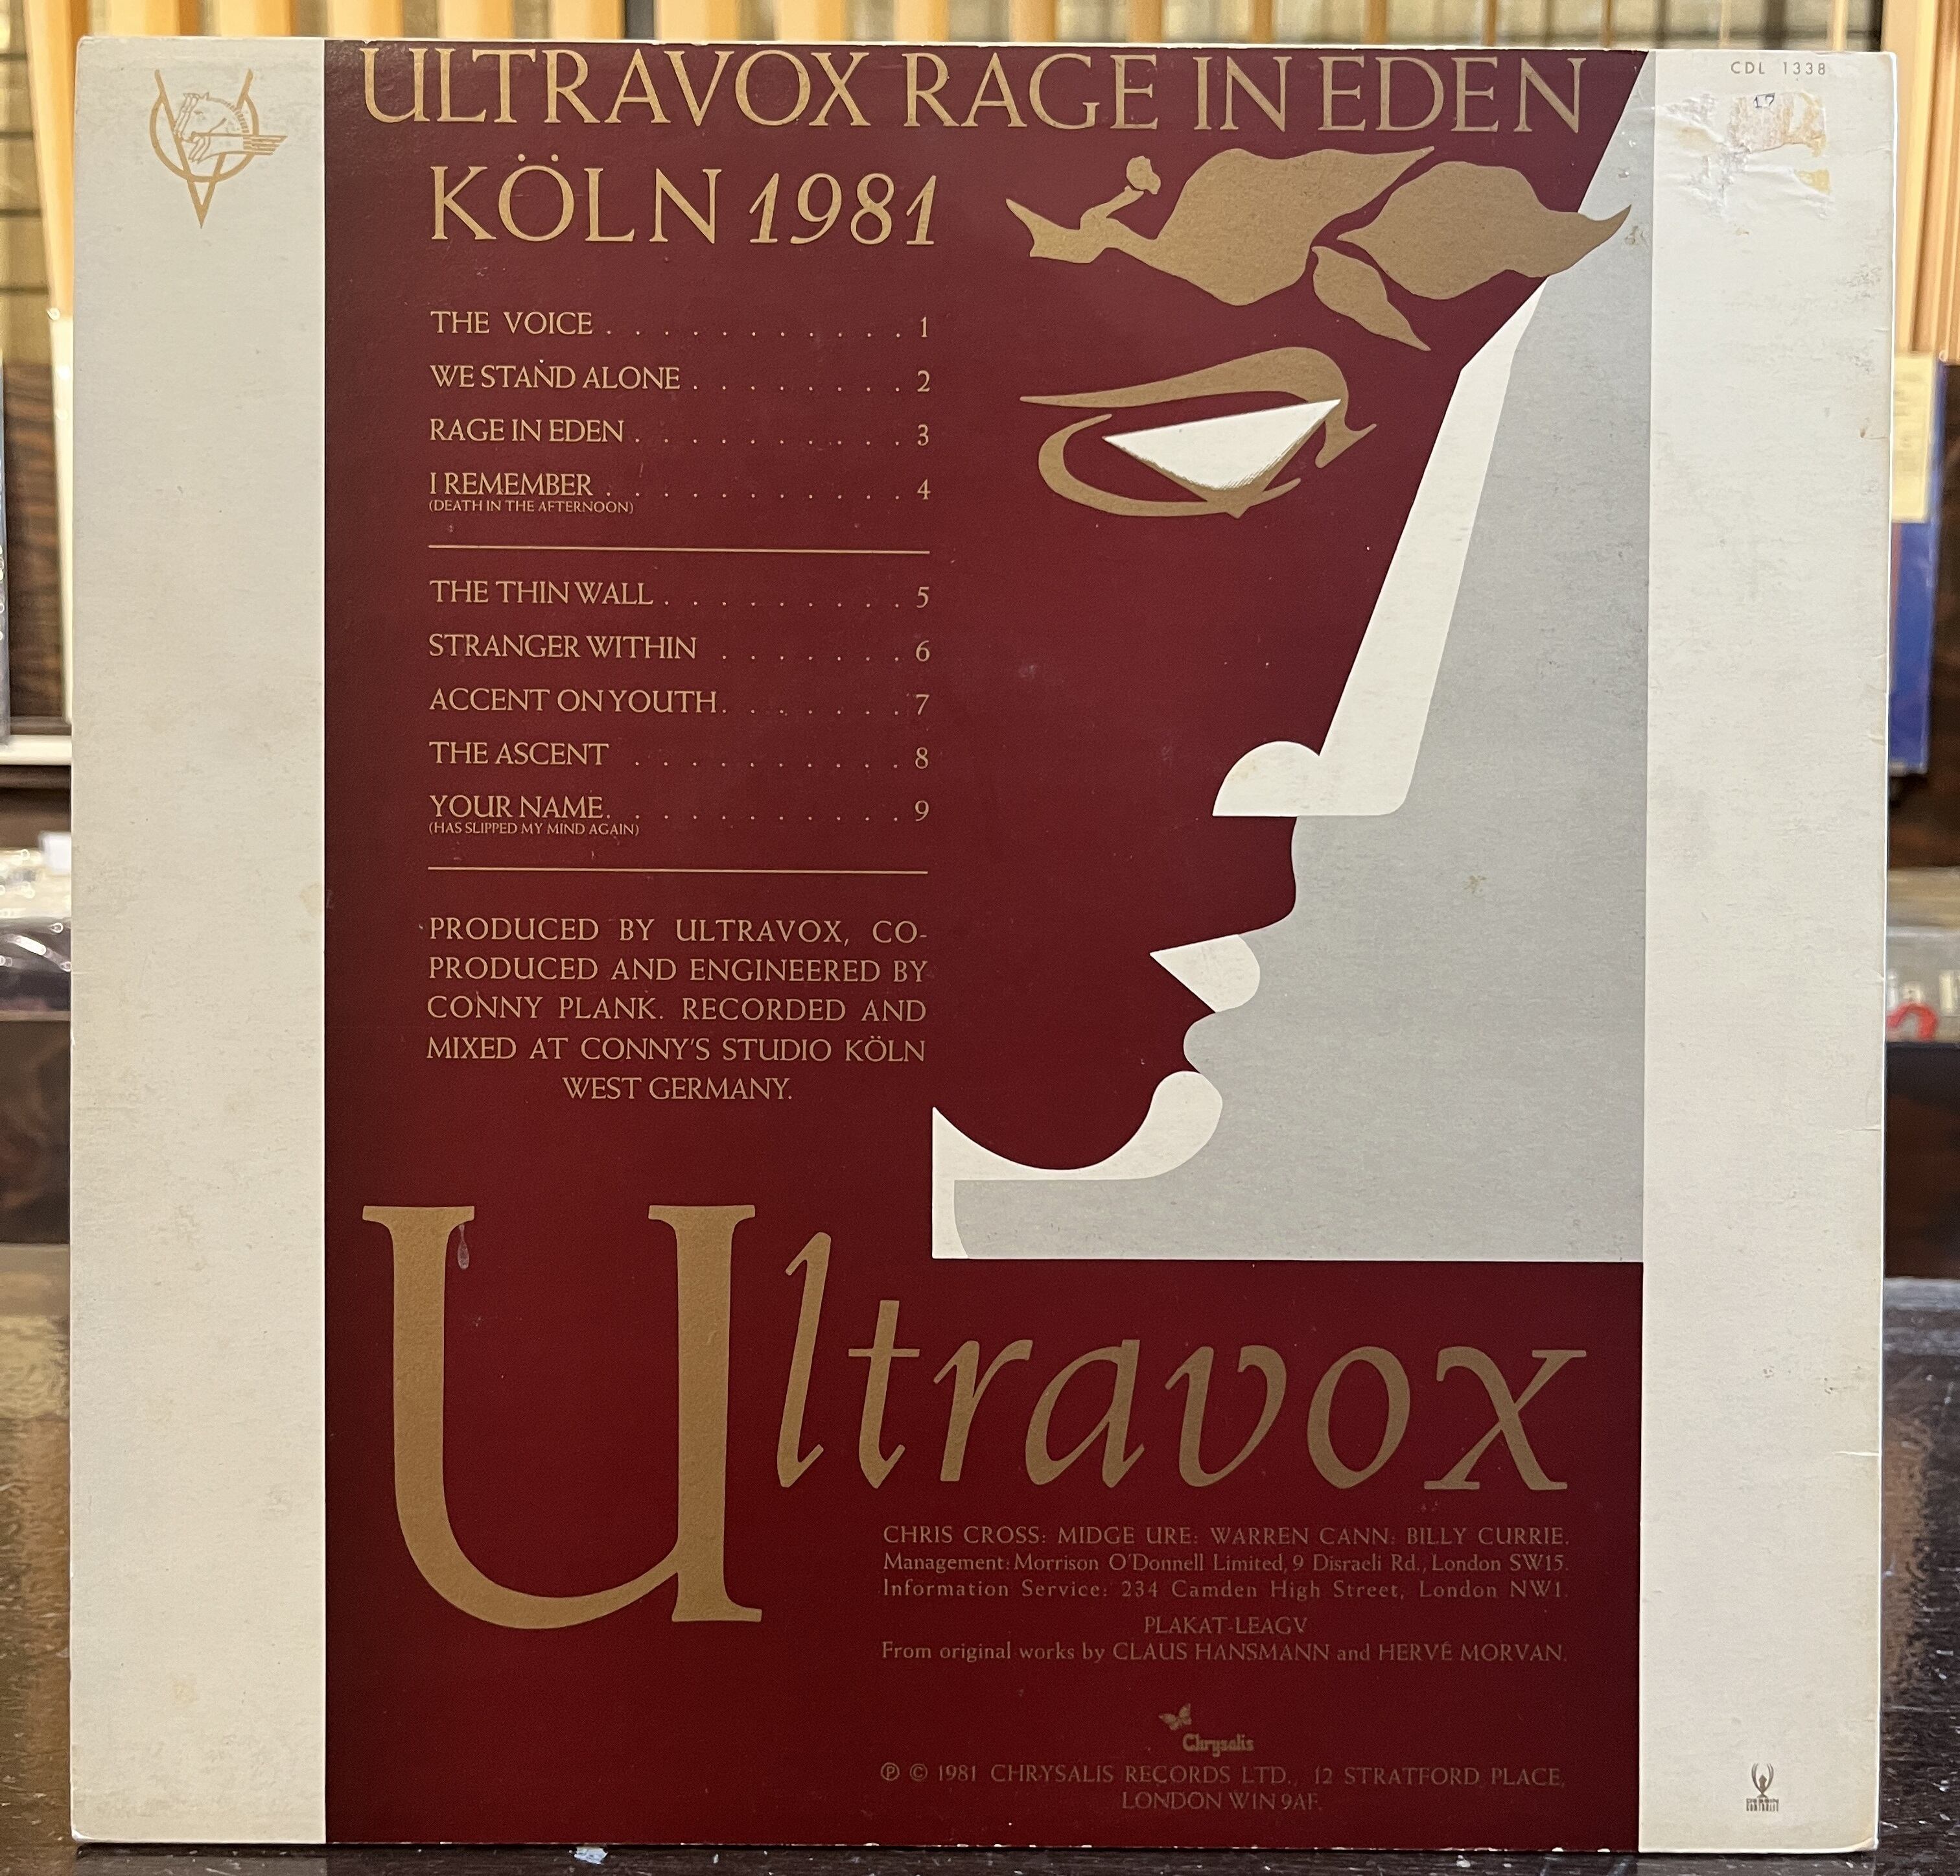 CDL 1338
17
ULTRAVOX RAGE IN EDEN
KÖLN 1981
THE VOICE . . . . . . . . . . . 1
WE STAND ALONE . . . . . . . . 2
RAGE IN EDEN . . . . . . . . . . 3
I REMEMBER . . . . . . . . . . . 4
(DEATH IN THE AFTERNOON)
THE THIN WALL . . . . . . . . . 5
STRANGER WITHIN . . . . . . . 6
ACCENT ON YOUTH . . . . . . . 7
THE ASCENT . . . . . . . . . . 8
YOUR NAME . . . . . . . . . . . 9
(HAS SLIPPED MY MIND AGAIN)
PRODUCED BY ULTRAVOX, CO-
PRODUCED AND ENGINEERED BY
CONNY PLANK. RECORDED AND
MIXED AT CONNY'S STUDIO KÖLN
WEST GERMANY.
Ultravox
CHRIS CROSS: MIDGE URE: WARREN CANN: BILLY CURRIE.
Management: Morrison O'Donnell Limited, 9 Disraeli Rd., London SW15.
Information Service: 234 Camden High Street, London NW1.
PLAKAT-LEAGV
From original works by CLAUS HANSMANN and HERVÉ MORVAN.
Chrysalis
℗ © 1981 CHRYSALIS RECORDS LTD., 12 STRATFORD PLACE,
LONDON W1N 9AF.